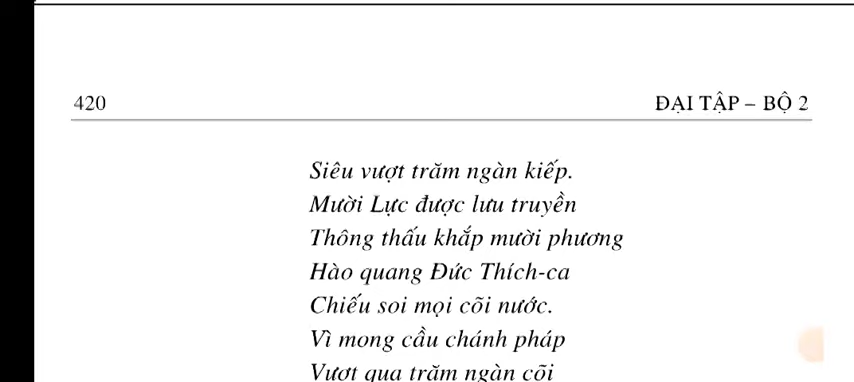 420 ĐẠI TẬP – BỘ 2
Siêu vượt trăm ngàn kiếp.
Mười Lực được lưu truyền
Thông thấu khắp mười phương
Hào quang Đức Thích-ca
Chiếu soi mọi cõi nước.
Vì mong cầu chánh pháp
Vượt qua trăm ngàn cõi